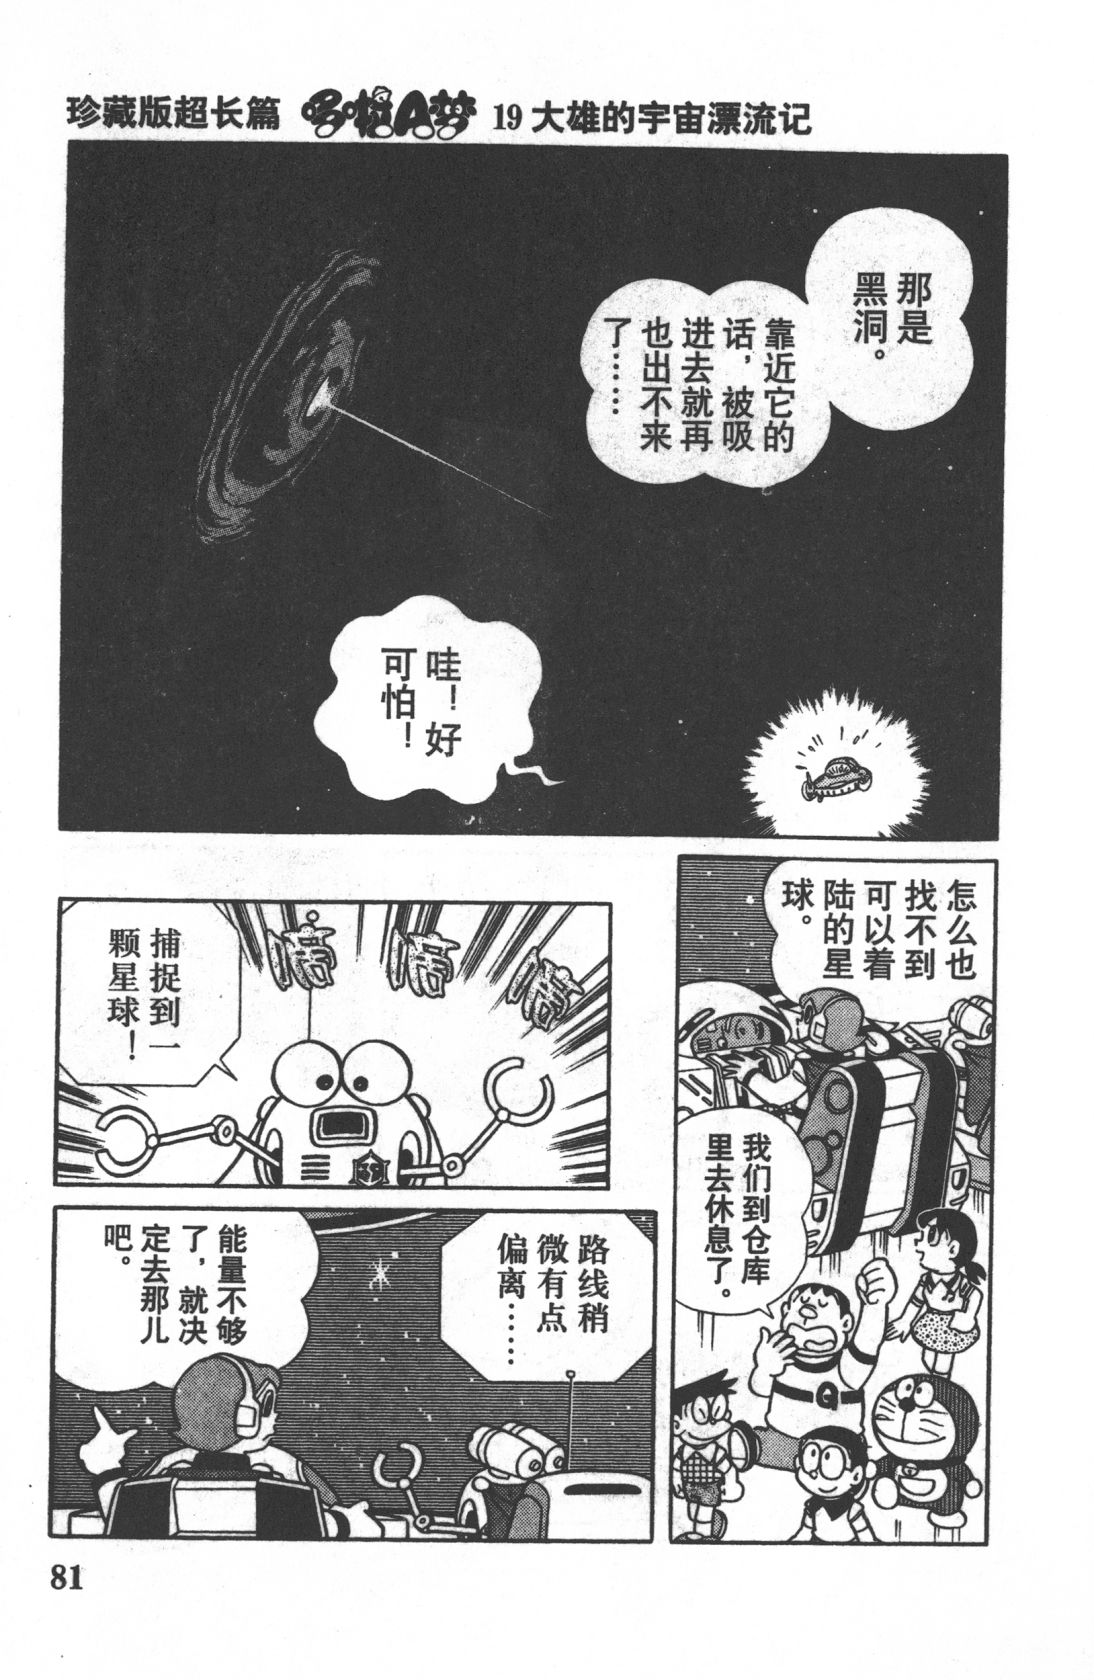 珍藏版超长篇 哆啦A梦 19 大雄的宇宙漂流记
那是
黑洞。
靠近它的
话，被吸
进去就再
也出不来
了……
哇！好
可怕！
怎么也
找不到
可以着
陆的星
球。
我们到仓库
里去休息了。
悟 悟 悟
捕捉到一
颗星球！
路线稍
微有点
偏离……
能量不够
了，就决
定去那儿
吧。
81